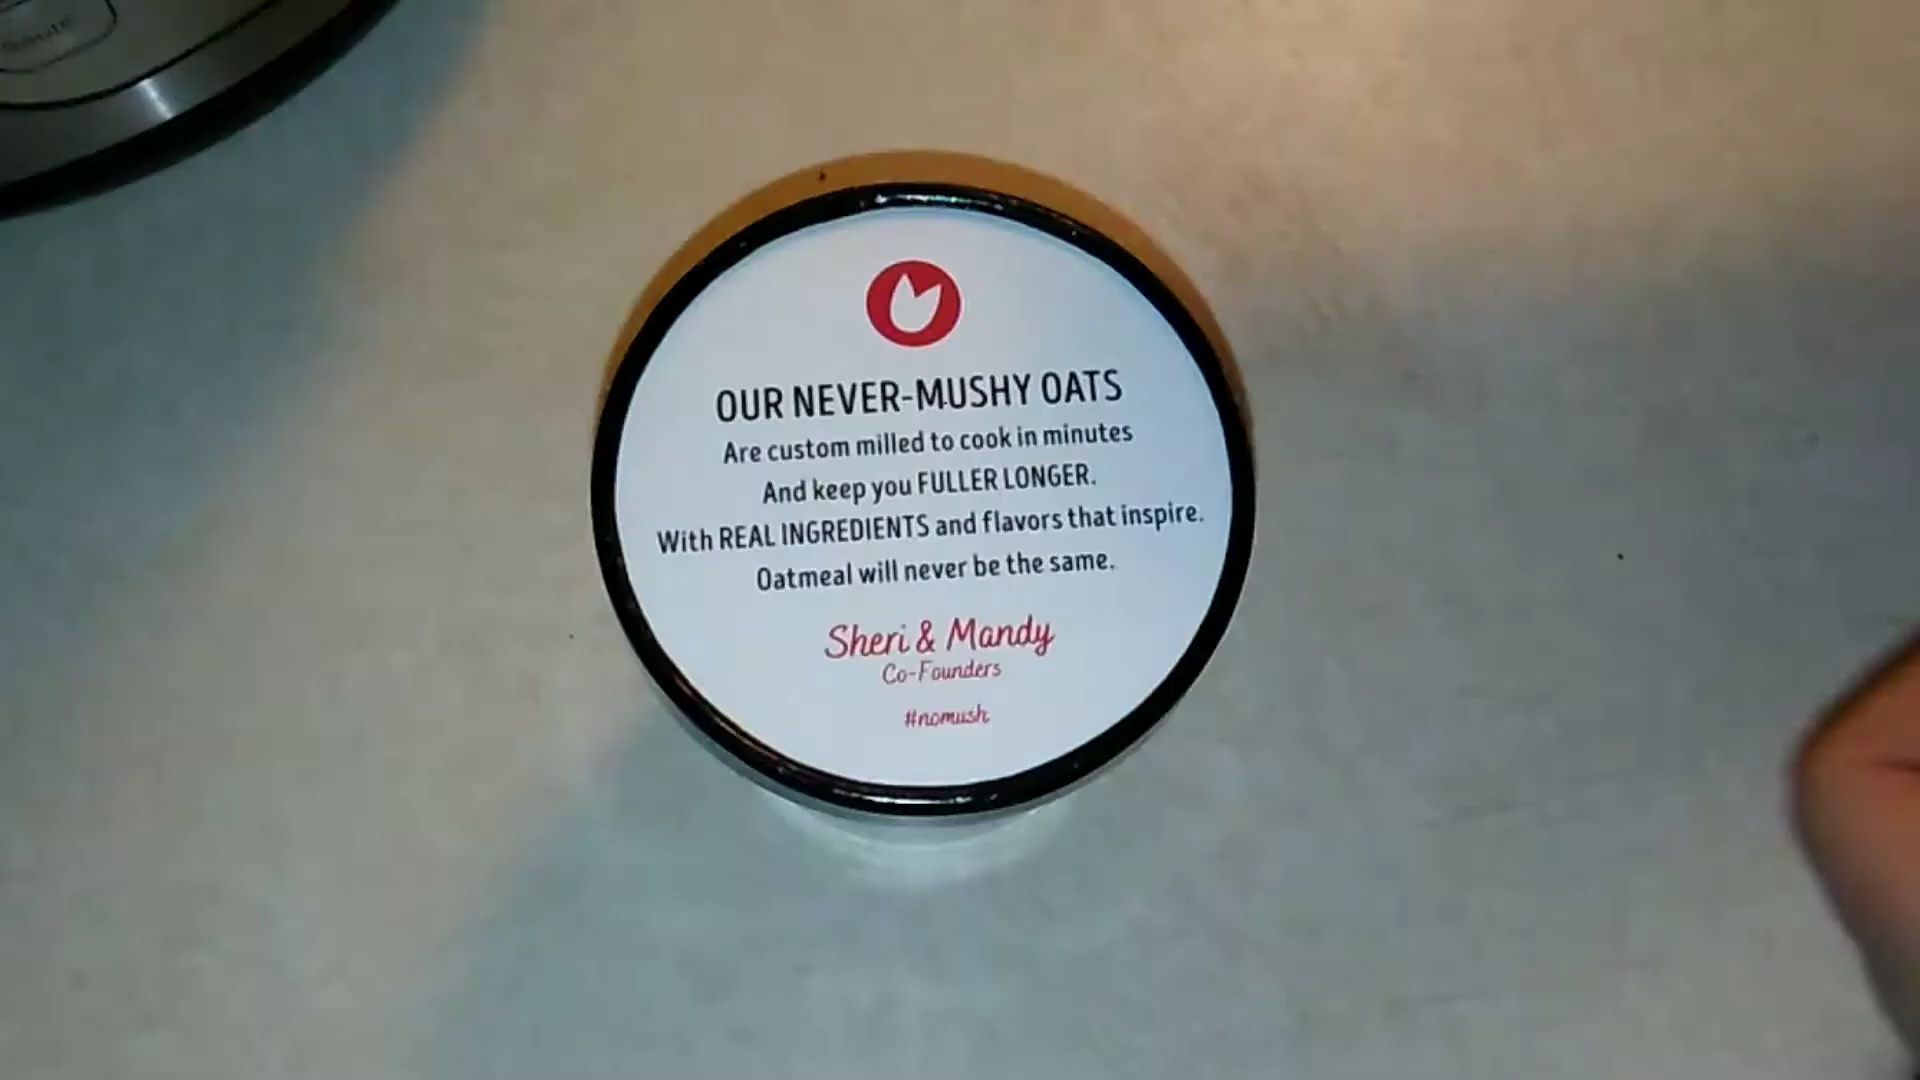 OUR NEVER-MUSHY OATS
Are custom milled to cook in minutes
And keep you FULLER LONGER.
With REAL INGREDIENTS and flavors that inspire.
Oatmeal will never be the same.
Sheri & Mandy
Co-Founders
#nomush